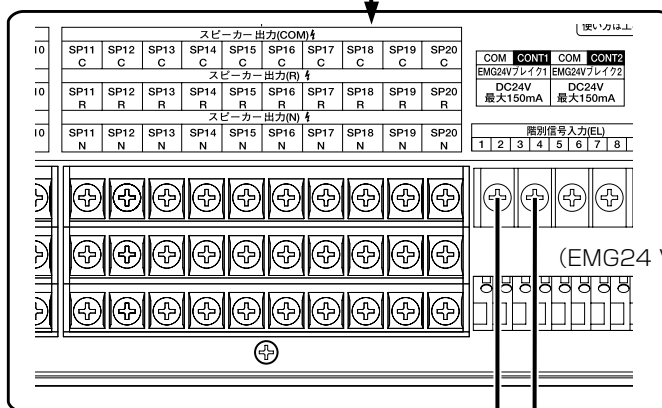 スピーカー出力(COM)
使い方は上
10 SP11 SP12 SP13 SP14 SP15 SP16 SP17 SP18 SP19 SP20
C C C C C C C C C C
COM CONT1 COM CONT2
スピーカー出力(R)
EMG24Vブレイク1 EMG24Vブレイク2
10 SP11 SP12 SP13 SP14 SP15 SP16 SP17 SP18 SP19 SP20
R R R R R R R R R R
DC24V DC24V
最大150mA 最大150mA
スピーカー出力(N)
10 SP11 SP12 SP13 SP14 SP15 SP16 SP17 SP18 SP19 SP20
N N N N N N N N N N
階別信号入力(EL)
1 2 3 4 5 6 7 8
(EMG24 V